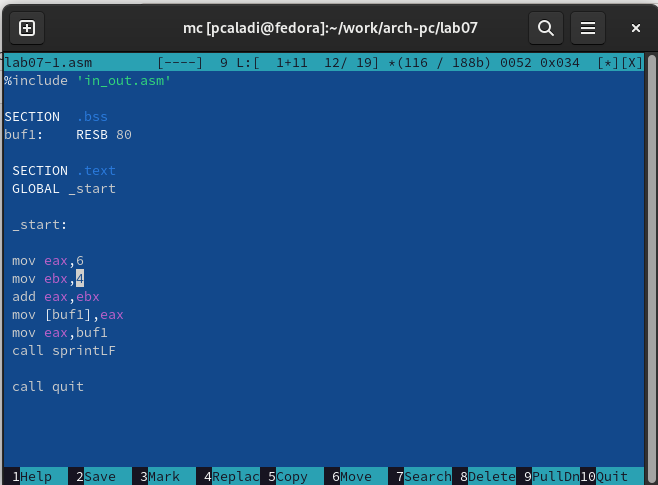 mc [pcaladi@fedora]:~/work/arch-pc/lab07
lab07-1.asm        [----]  9 L:[  1+11  12/ 19] *(116 / 188b) 0052 0x034  [*][X]
%include 'in_out.asm'
SECTION  .bss
buf1:    RESB 80
SECTION .text
GLOBAL _start
_start:
mov eax,6
mov ebx,4
add eax,ebx
mov [buf1],eax
mov eax,buf1
call sprintLF
call quit
1Help  2Save  3Mark  4Replac 5Copy  6Move  7Search 8Delete 9PullDn 10Quit